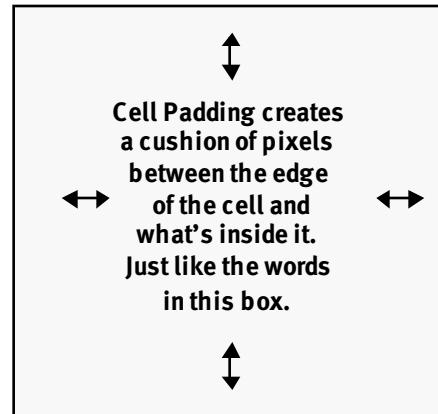 Cell Padding creates
a cushion of pixels
between the edge
of the cell and
what's inside it.
Just like the words
in this box.